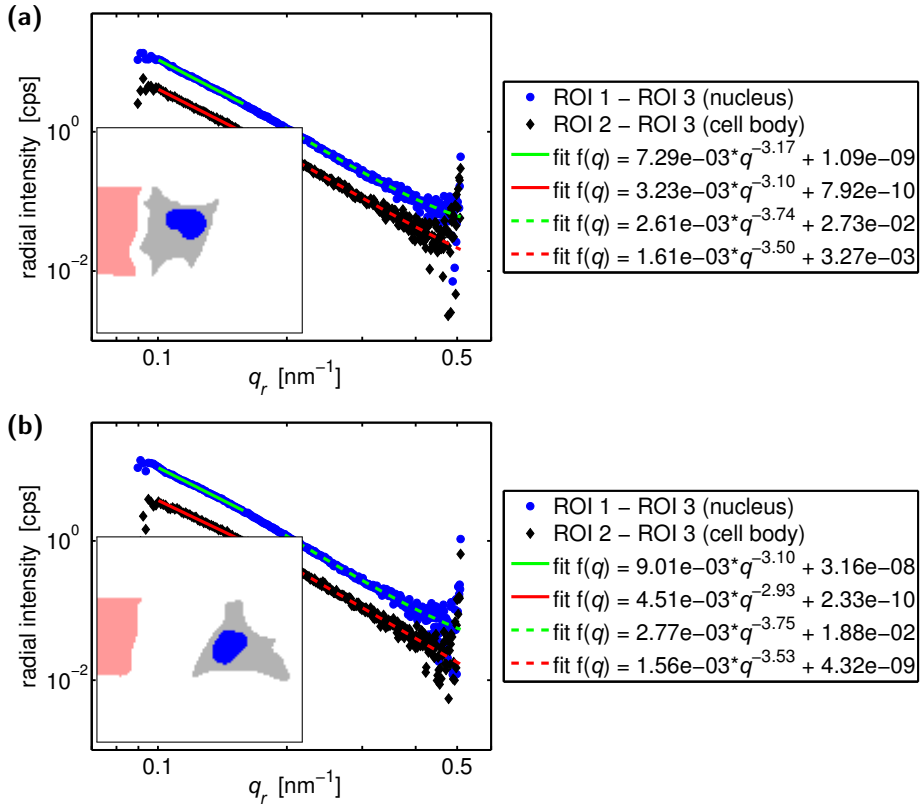 (a)
radial intensity [cps]
10⁰
10⁻²
0.1
0.5
qᵣ [nm⁻¹]
ROI 1 − ROI 3 (nucleus)
ROI 2 − ROI 3 (cell body)
fit f(q) = 7.29e−03*q⁻³·¹⁷ + 1.09e−09
fit f(q) = 3.23e−03*q⁻³·¹⁰ + 7.92e−10
fit f(q) = 2.61e−03*q⁻³·⁷⁴ + 2.73e−02
fit f(q) = 1.61e−03*q⁻³·⁵⁰ + 3.27e−03
(b)
radial intensity [cps]
10⁰
10⁻²
0.1
0.5
qᵣ [nm⁻¹]
ROI 1 − ROI 3 (nucleus)
ROI 2 − ROI 3 (cell body)
fit f(q) = 9.01e−03*q⁻³·¹⁰ + 3.16e−08
fit f(q) = 4.51e−03*q⁻²·⁹³ + 2.33e−10
fit f(q) = 2.77e−03*q⁻³·⁷⁵ + 1.88e−02
fit f(q) = 1.56e−03*q⁻³·⁵³ + 4.32e−09